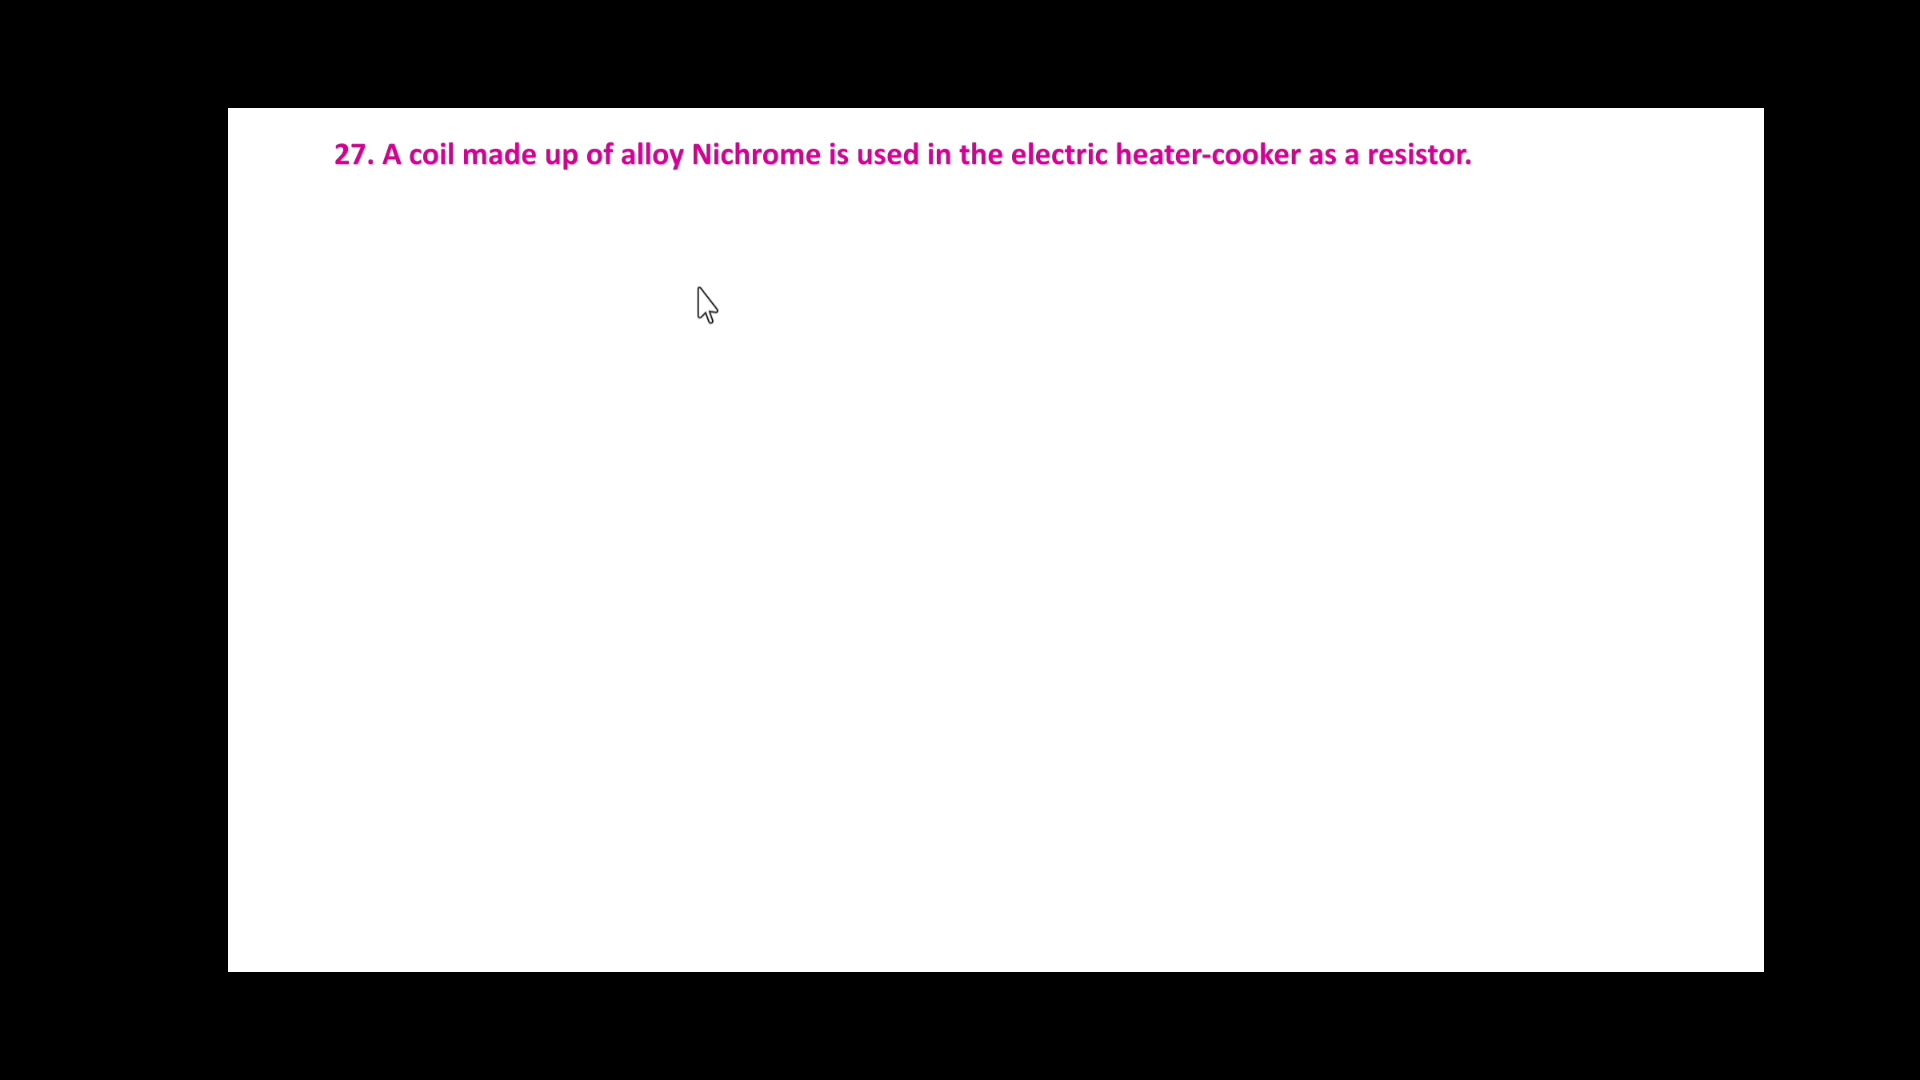 27. A coil made up of alloy Nichrome is used in the electric heater-cooker as a resistor.